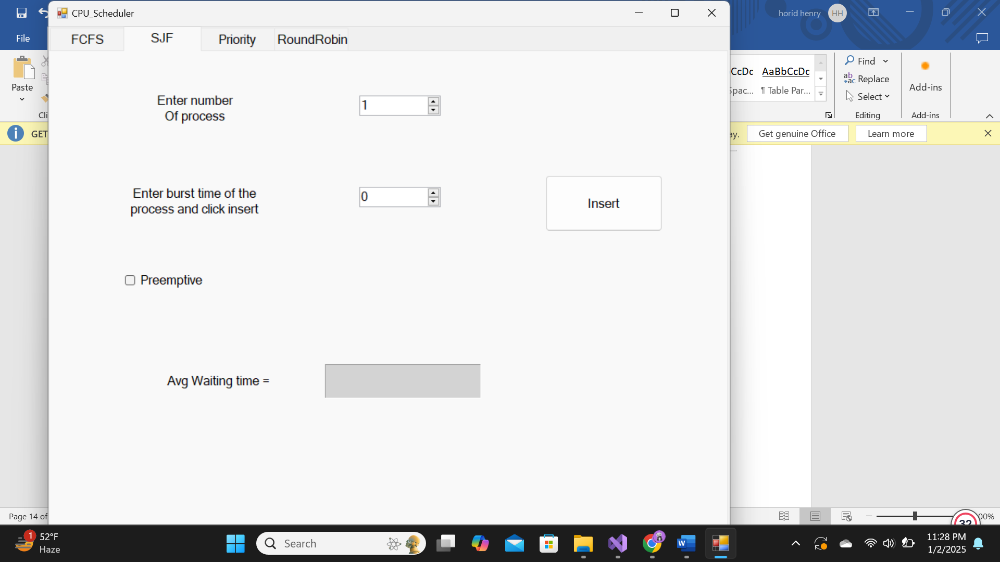 CPU_Scheduler
horid henry HH
File
FCFS SJF Priority RoundRobin
Paste
Cli
CcDc AaBbCcDc
Spac... ¶ Table Par...
Find
Replace
Select
Editing
Add-ins
Add-ins
GET
ay. Get genuine Office Learn more
Enter number
Of process
1
Enter burst time of the
process and click insert
0
Insert
Preemptive
Avg Waiting time =
Page 14 of
00%
32
1
52°F
Haze
Search
11:28 PM
1/2/2025